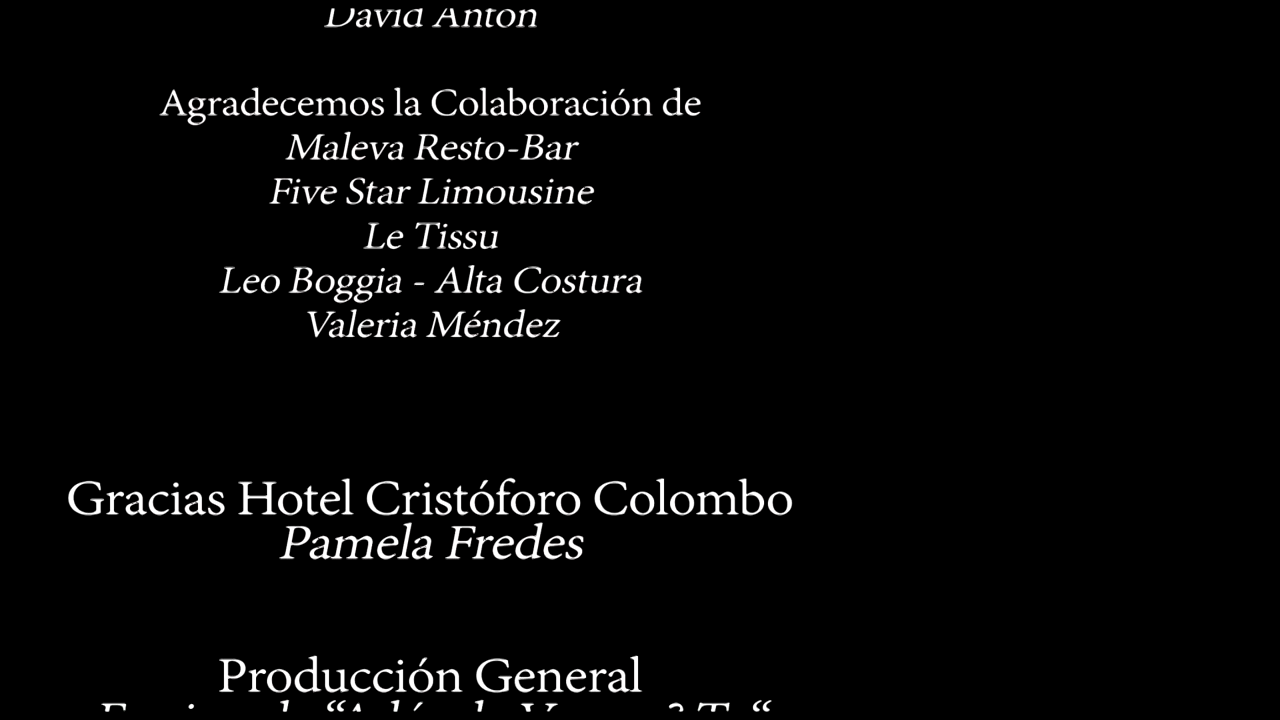 David Anton
Agradecemos la Colaboración de
Maleva Resto-Bar
Five Star Limousine
Le Tissu
Leo Boggia - Alta Costura
Valeria Méndez
Gracias Hotel Cristóforo Colombo
Pamela Fredes
Producción General